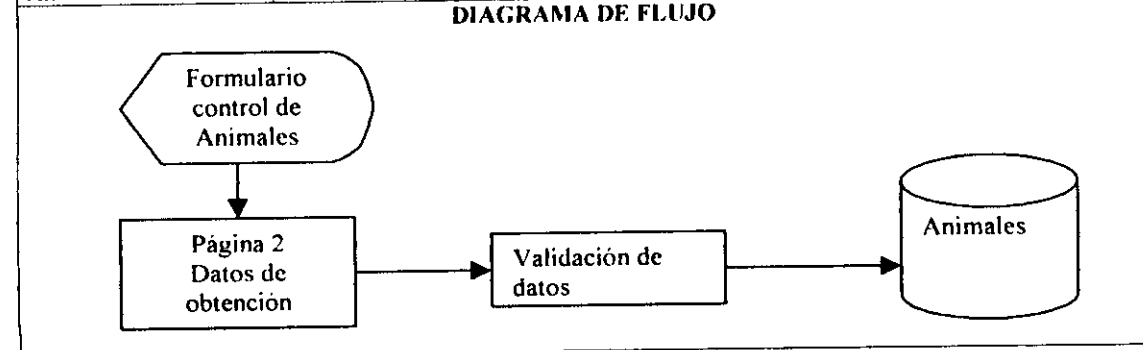 DIAGRAMA DE FLUJO
Formulario
control de
Animales
Página 2
Datos de
obtención
Validación de
datos
Animales